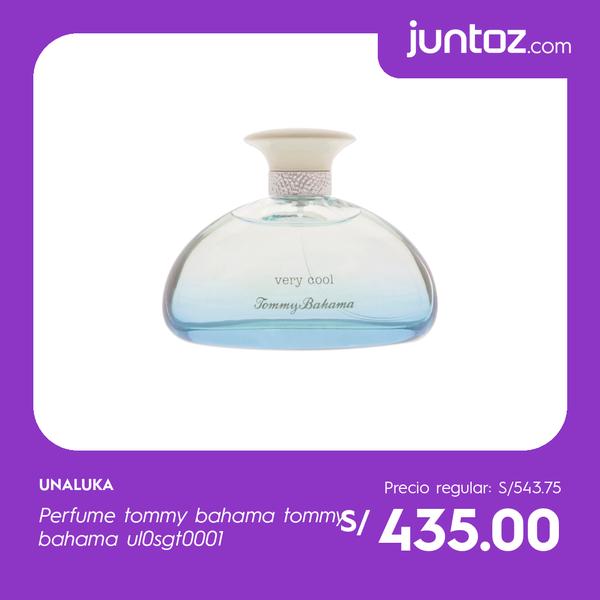 juntoz.com
very cool
Tommy Bahama
UNALUKA
Precio regular: S/543.75
Perfume tommy bahama tommy
bahama ul0sgt0001
S/ 435.00